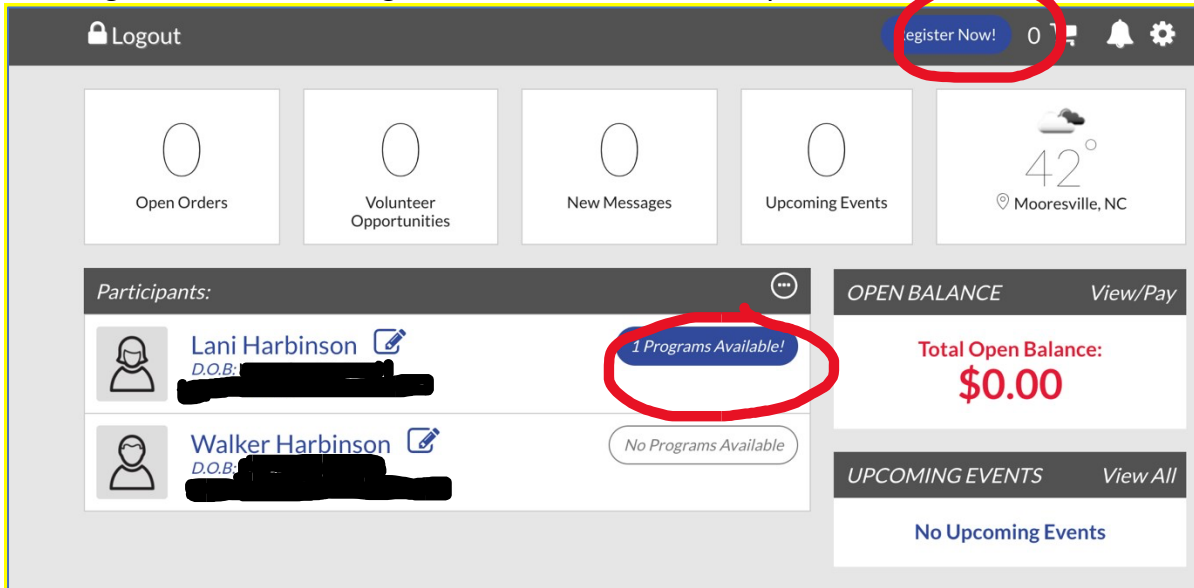 Logout
Register Now! 0
0
Open Orders
0
Volunteer
Opportunities
0
New Messages
0
Upcoming Events
42°
Mooresville, NC
Participants:
Lani Harbinson
D.O.B:
1 Programs Available!
Walker Harbinson
D.O.B:
No Programs Available
OPEN BALANCE View/Pay
Total Open Balance:
$0.00
UPCOMING EVENTS View All
No Upcoming Events